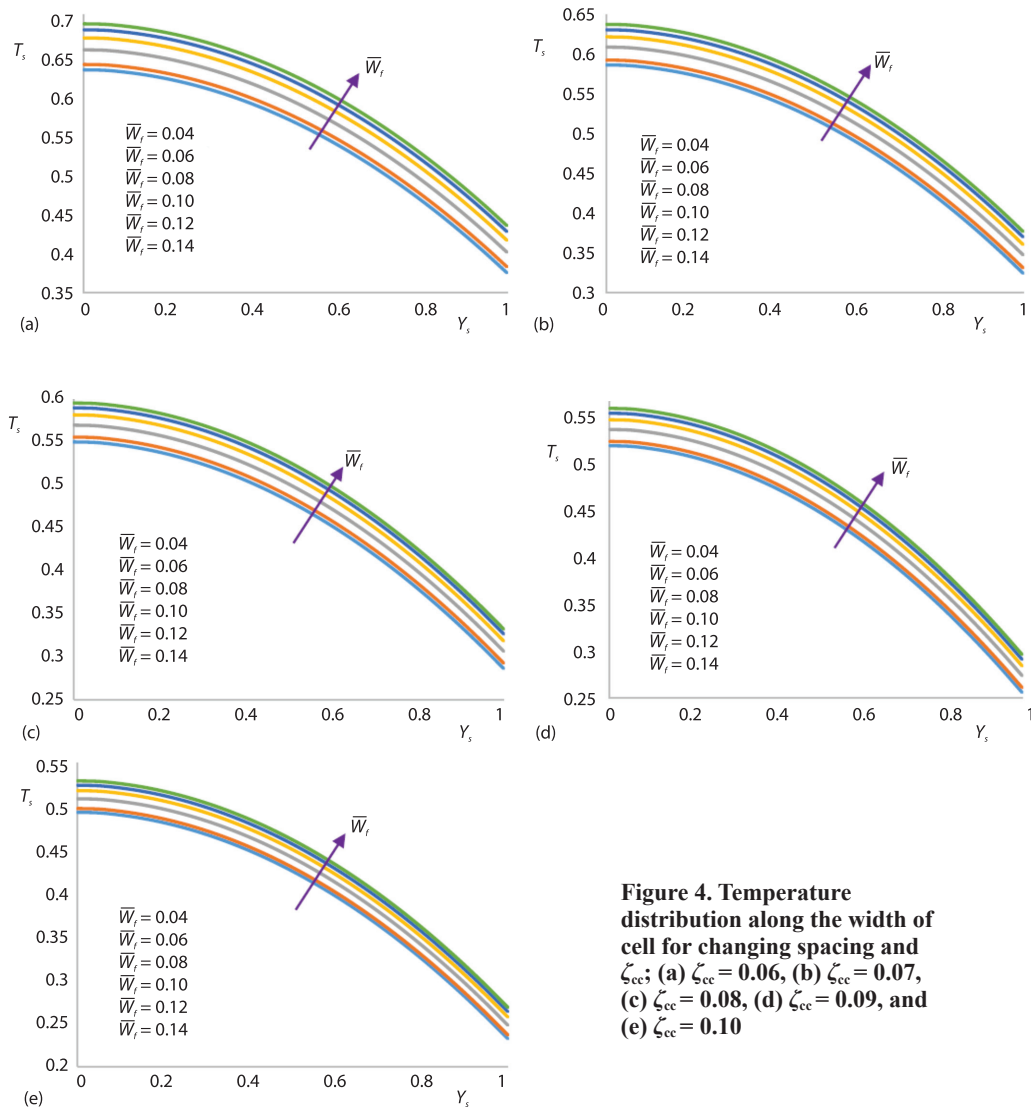 0.7
T_s
0.65
0.6
0.55
0.5
0.45
0.4
0.35
W̅_f
W̅_f = 0.04
W̅_f = 0.06
W̅_f = 0.08
W̅_f = 0.10
W̅_f = 0.12
W̅_f = 0.14
0 0.2 0.4 0.6 0.8 1
(a) Y_s
0.65
T_s
0.6
0.55
0.5
0.45
0.4
0.35
0.3
W̅_f
W̅_f = 0.04
W̅_f = 0.06
W̅_f = 0.08
W̅_f = 0.10
W̅_f = 0.12
W̅_f = 0.14
0 0.2 0.4 0.6 0.8 1
(b) Y_s
0.6
T_s
0.55
0.5
0.45
0.4
0.35
0.3
0.25
W̅_f
W̅_f = 0.04
W̅_f = 0.06
W̅_f = 0.08
W̅_f = 0.10
W̅_f = 0.12
W̅_f = 0.14
0 0.2 0.4 0.6 0.8 1
(c) Y_s
0.55
T_s
0.5
0.45
0.4
0.35
0.3
0.25
W̅_f
W̅_f = 0.04
W̅_f = 0.06
W̅_f = 0.08
W̅_f = 0.10
W̅_f = 0.12
W̅_f = 0.14
0 0.2 0.4 0.6 0.8 1
(d) Y_s
0.55
T_s
0.5
0.45
0.4
0.35
0.3
0.25
0.2
W̅_f
W̅_f = 0.04
W̅_f = 0.06
W̅_f = 0.08
W̅_f = 0.10
W̅_f = 0.12
W̅_f = 0.14
0 0.2 0.4 0.6 0.8 1
(e) Y_s
Figure 4. Temperature
distribution along the width of
cell for changing spacing and
ζcc; (a) ζcc = 0.06, (b) ζcc = 0.07,
(c) ζcc = 0.08, (d) ζcc = 0.09, and
(e) ζcc = 0.10